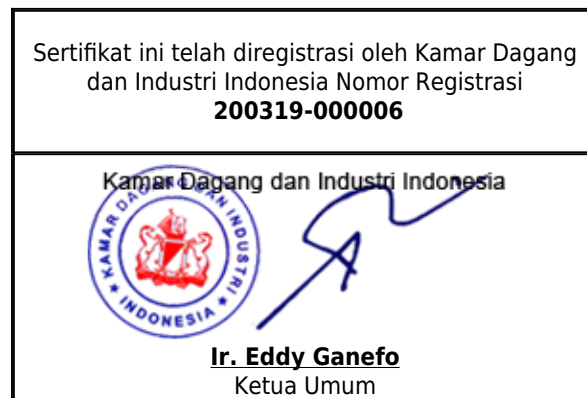 Sertifikat ini telah diregistrasi oleh Kamar Dagang
dan Industri Indonesia Nomor Registrasi
200319-000006
Kamar Dagang dan Industri Indonesia
KAMAR DAGANG DAN INDUSTRI
INDONESIA
Ir. Eddy Ganefo
Ketua Umum